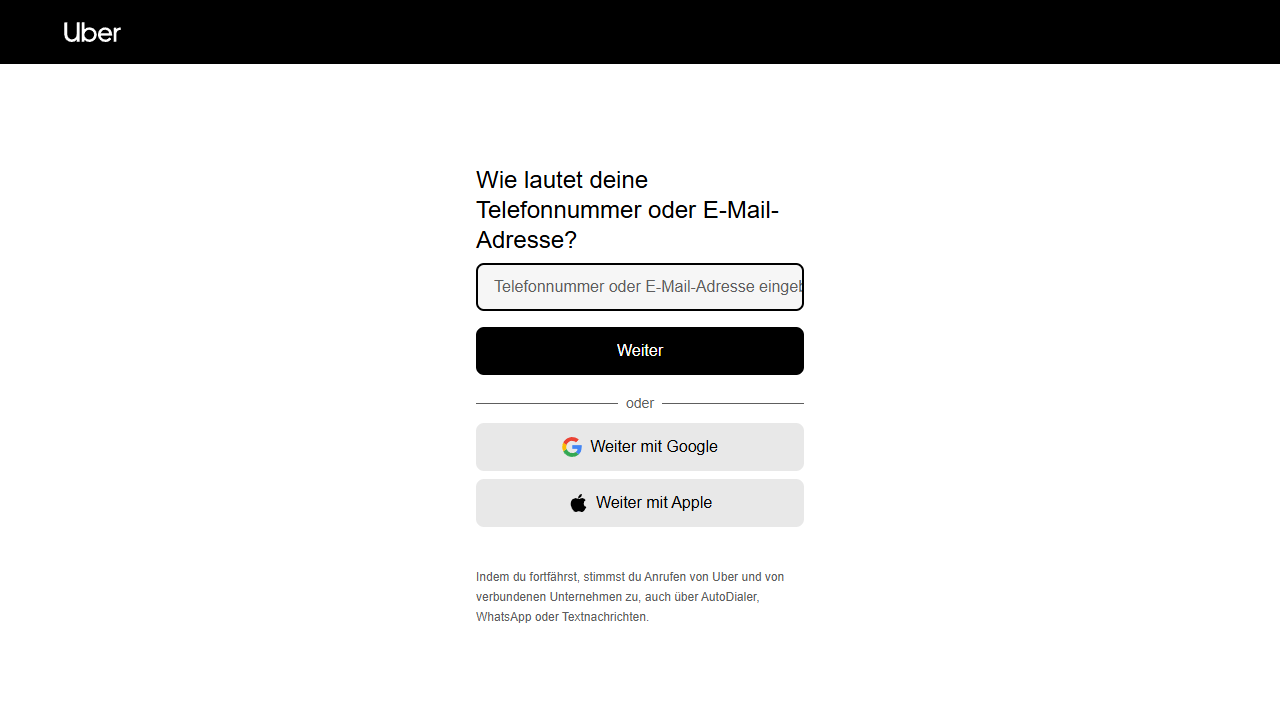 Uber
Wie lautet deine
Telefonnummer oder E-Mail-
Adresse?
Telefonnummer oder E-Mail-Adresse eingeb
Weiter
oder
Weiter mit Google
Weiter mit Apple
Indem du fortfährst, stimmst du Anrufen von Uber und von
verbundenen Unternehmen zu, auch über AutoDialer,
WhatsApp oder Textnachrichten.